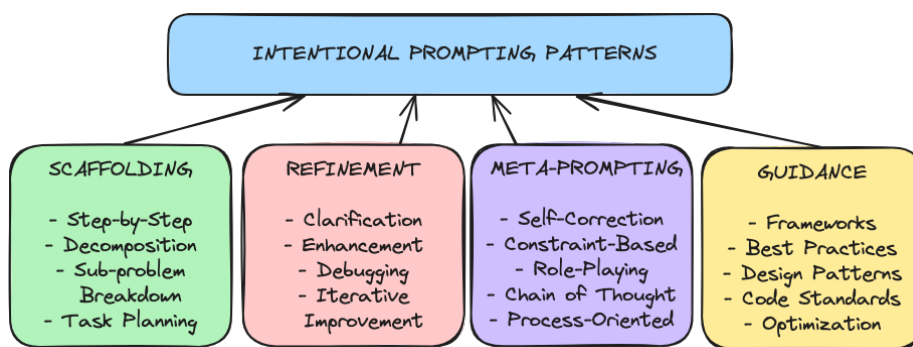 INTENTIONAL PROMPTING PATTERNS
SCAFFOLDING
- Step-by-Step
- Decomposition
- Sub-problem
Breakdown
- Task Planning
REFINEMENT
- Clarification
- Enhancement
- Debugging
- Iterative
Improvement
META-PROMPTING
- Self-Correction
- Constraint-Based
- Role-Playing
- Chain of Thought
- Process-Oriented
GUIDANCE
- Frameworks
- Best Practices
- Design Patterns
- Code Standards
- Optimization